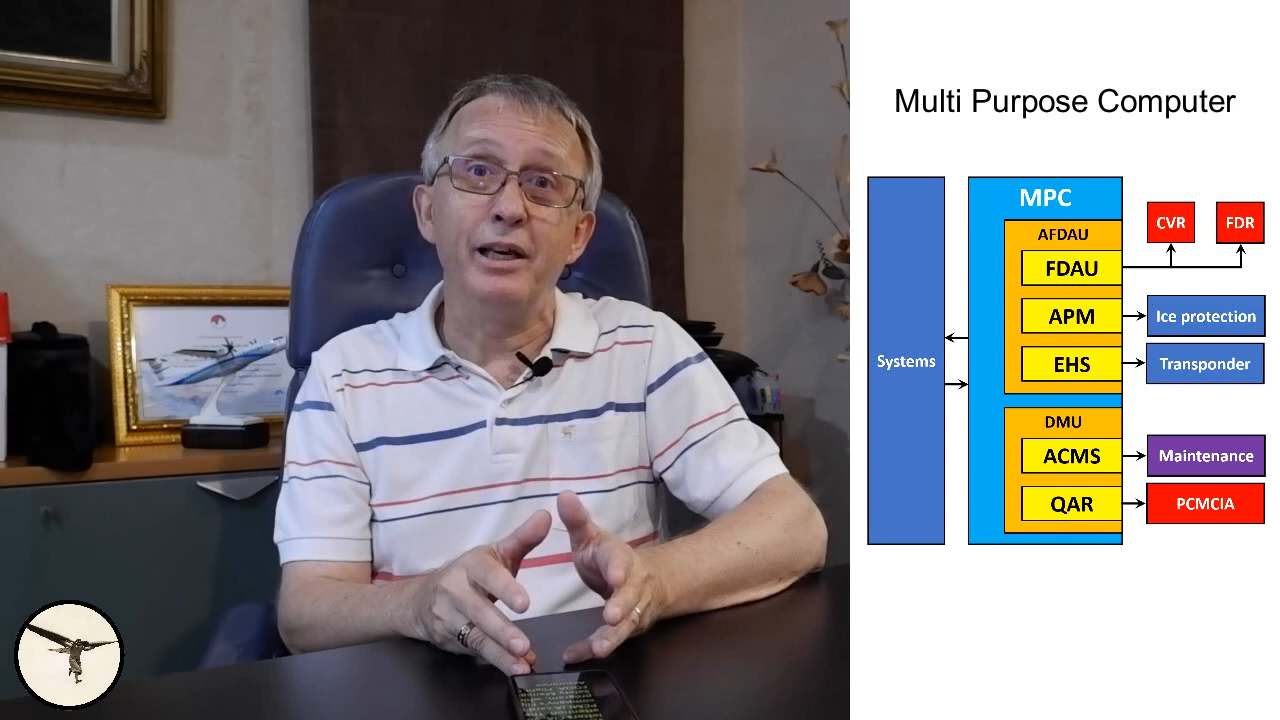 Multi Purpose Computer
MPC
AFDAU
FDAU
APM
EHS
DMU
ACMS
QAR
Systems
CVR
FDR
Ice protection
Transponder
Maintenance
PCMCIA